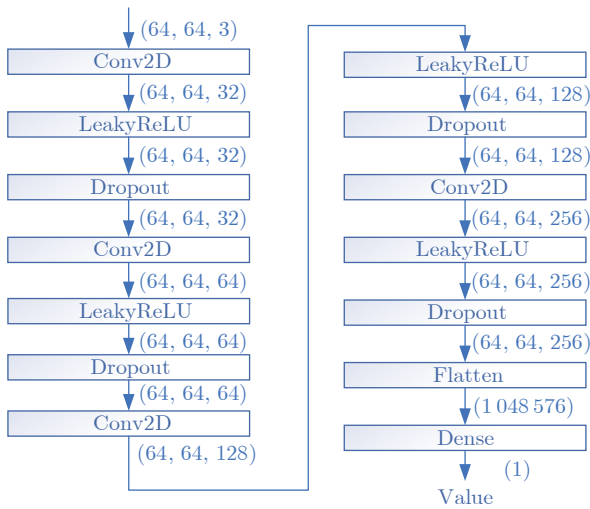 (64, 64, 3)
Conv2D
(64, 64, 32)
LeakyReLU
(64, 64, 32)
Dropout
(64, 64, 32)
Conv2D
(64, 64, 64)
LeakyReLU
(64, 64, 64)
Dropout
(64, 64, 64)
Conv2D
(64, 64, 128)
LeakyReLU
(64, 64, 128)
Dropout
(64, 64, 128)
Conv2D
(64, 64, 256)
LeakyReLU
(64, 64, 256)
Dropout
(64, 64, 256)
Flatten
(1 048 576)
Dense
(1)
Value